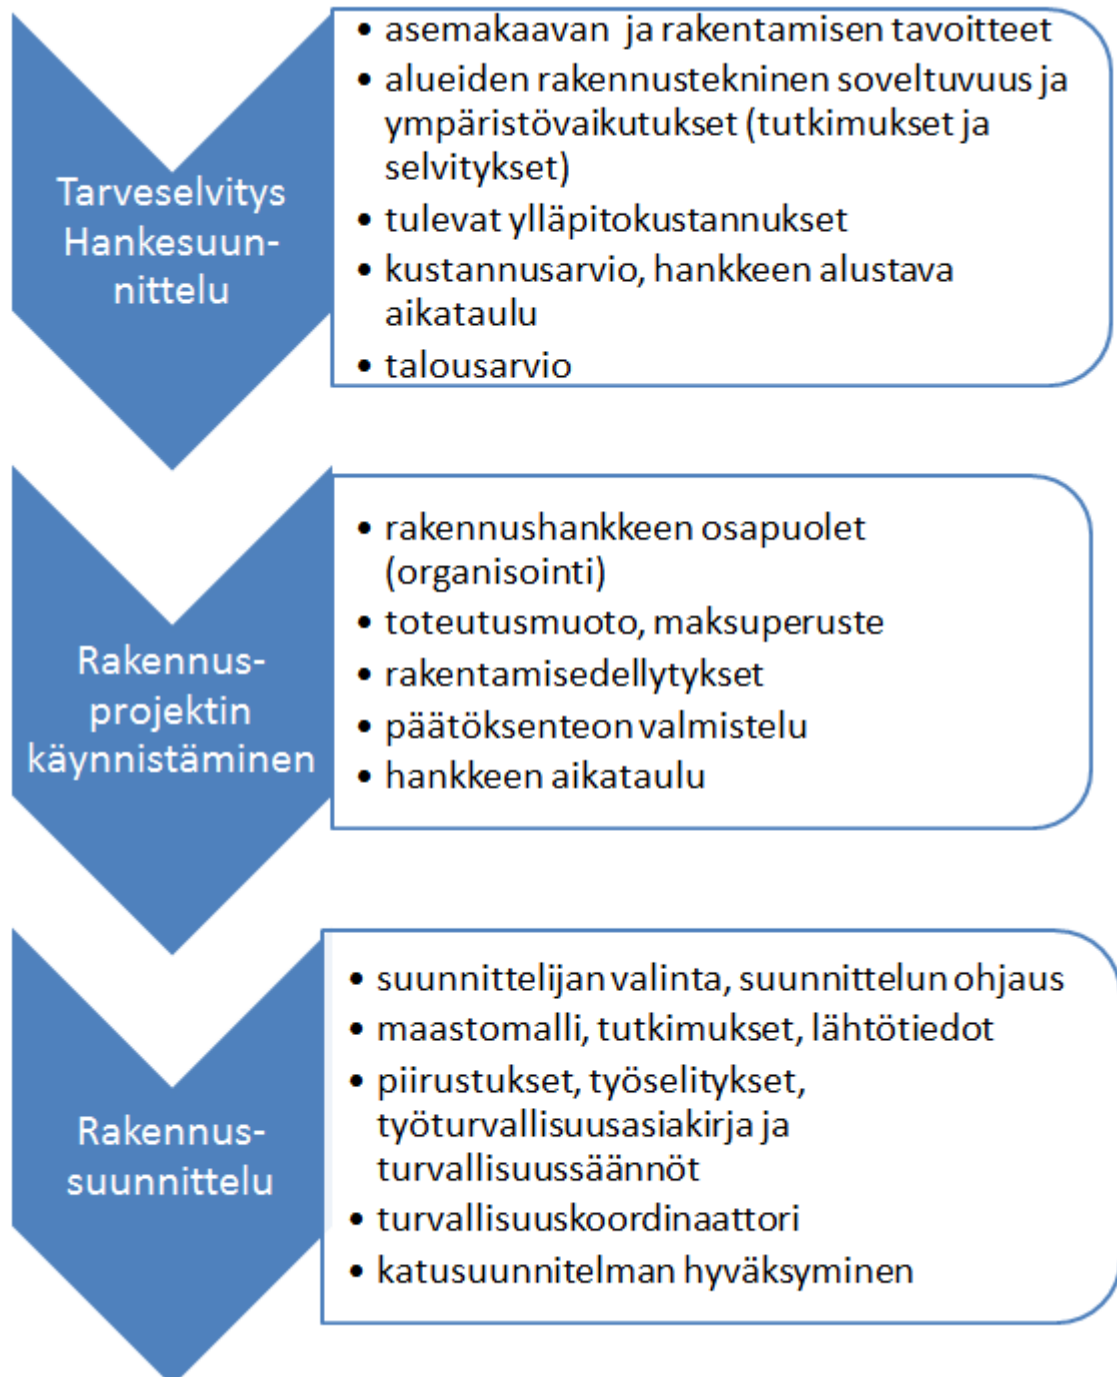 Tarveselvitys
Hankesuun-
nittelu
• asemakaavan ja rakentamisen tavoitteet
• alueiden rakennustekninen soveltuvuus ja
ympäristövaikutukset (tutkimukset ja
selvitykset)
• tulevat ylläpitokustannukset
• kustannusarvio, hankkeen alustava
aikataulu
• talousarvio
Rakennus-
projektin
käynnistäminen
• rakennushankkeen osapuolet
(organisointi)
• toteutusmuoto, maksuperuste
• rakentamisedellytykset
• päätöksenteon valmistelu
• hankkeen aikataulu
Rakennus-
suunnittelu
• suunnittelijan valinta, suunnittelun ohjaus
• maastomalli, tutkimukset, lähtötiedot
• piirustukset, työselitykset,
työturvallisuusasiakirja ja
turvallisuussäännöt
• turvallisuuskoordinaattori
• katusuunnitelman hyväksyminen